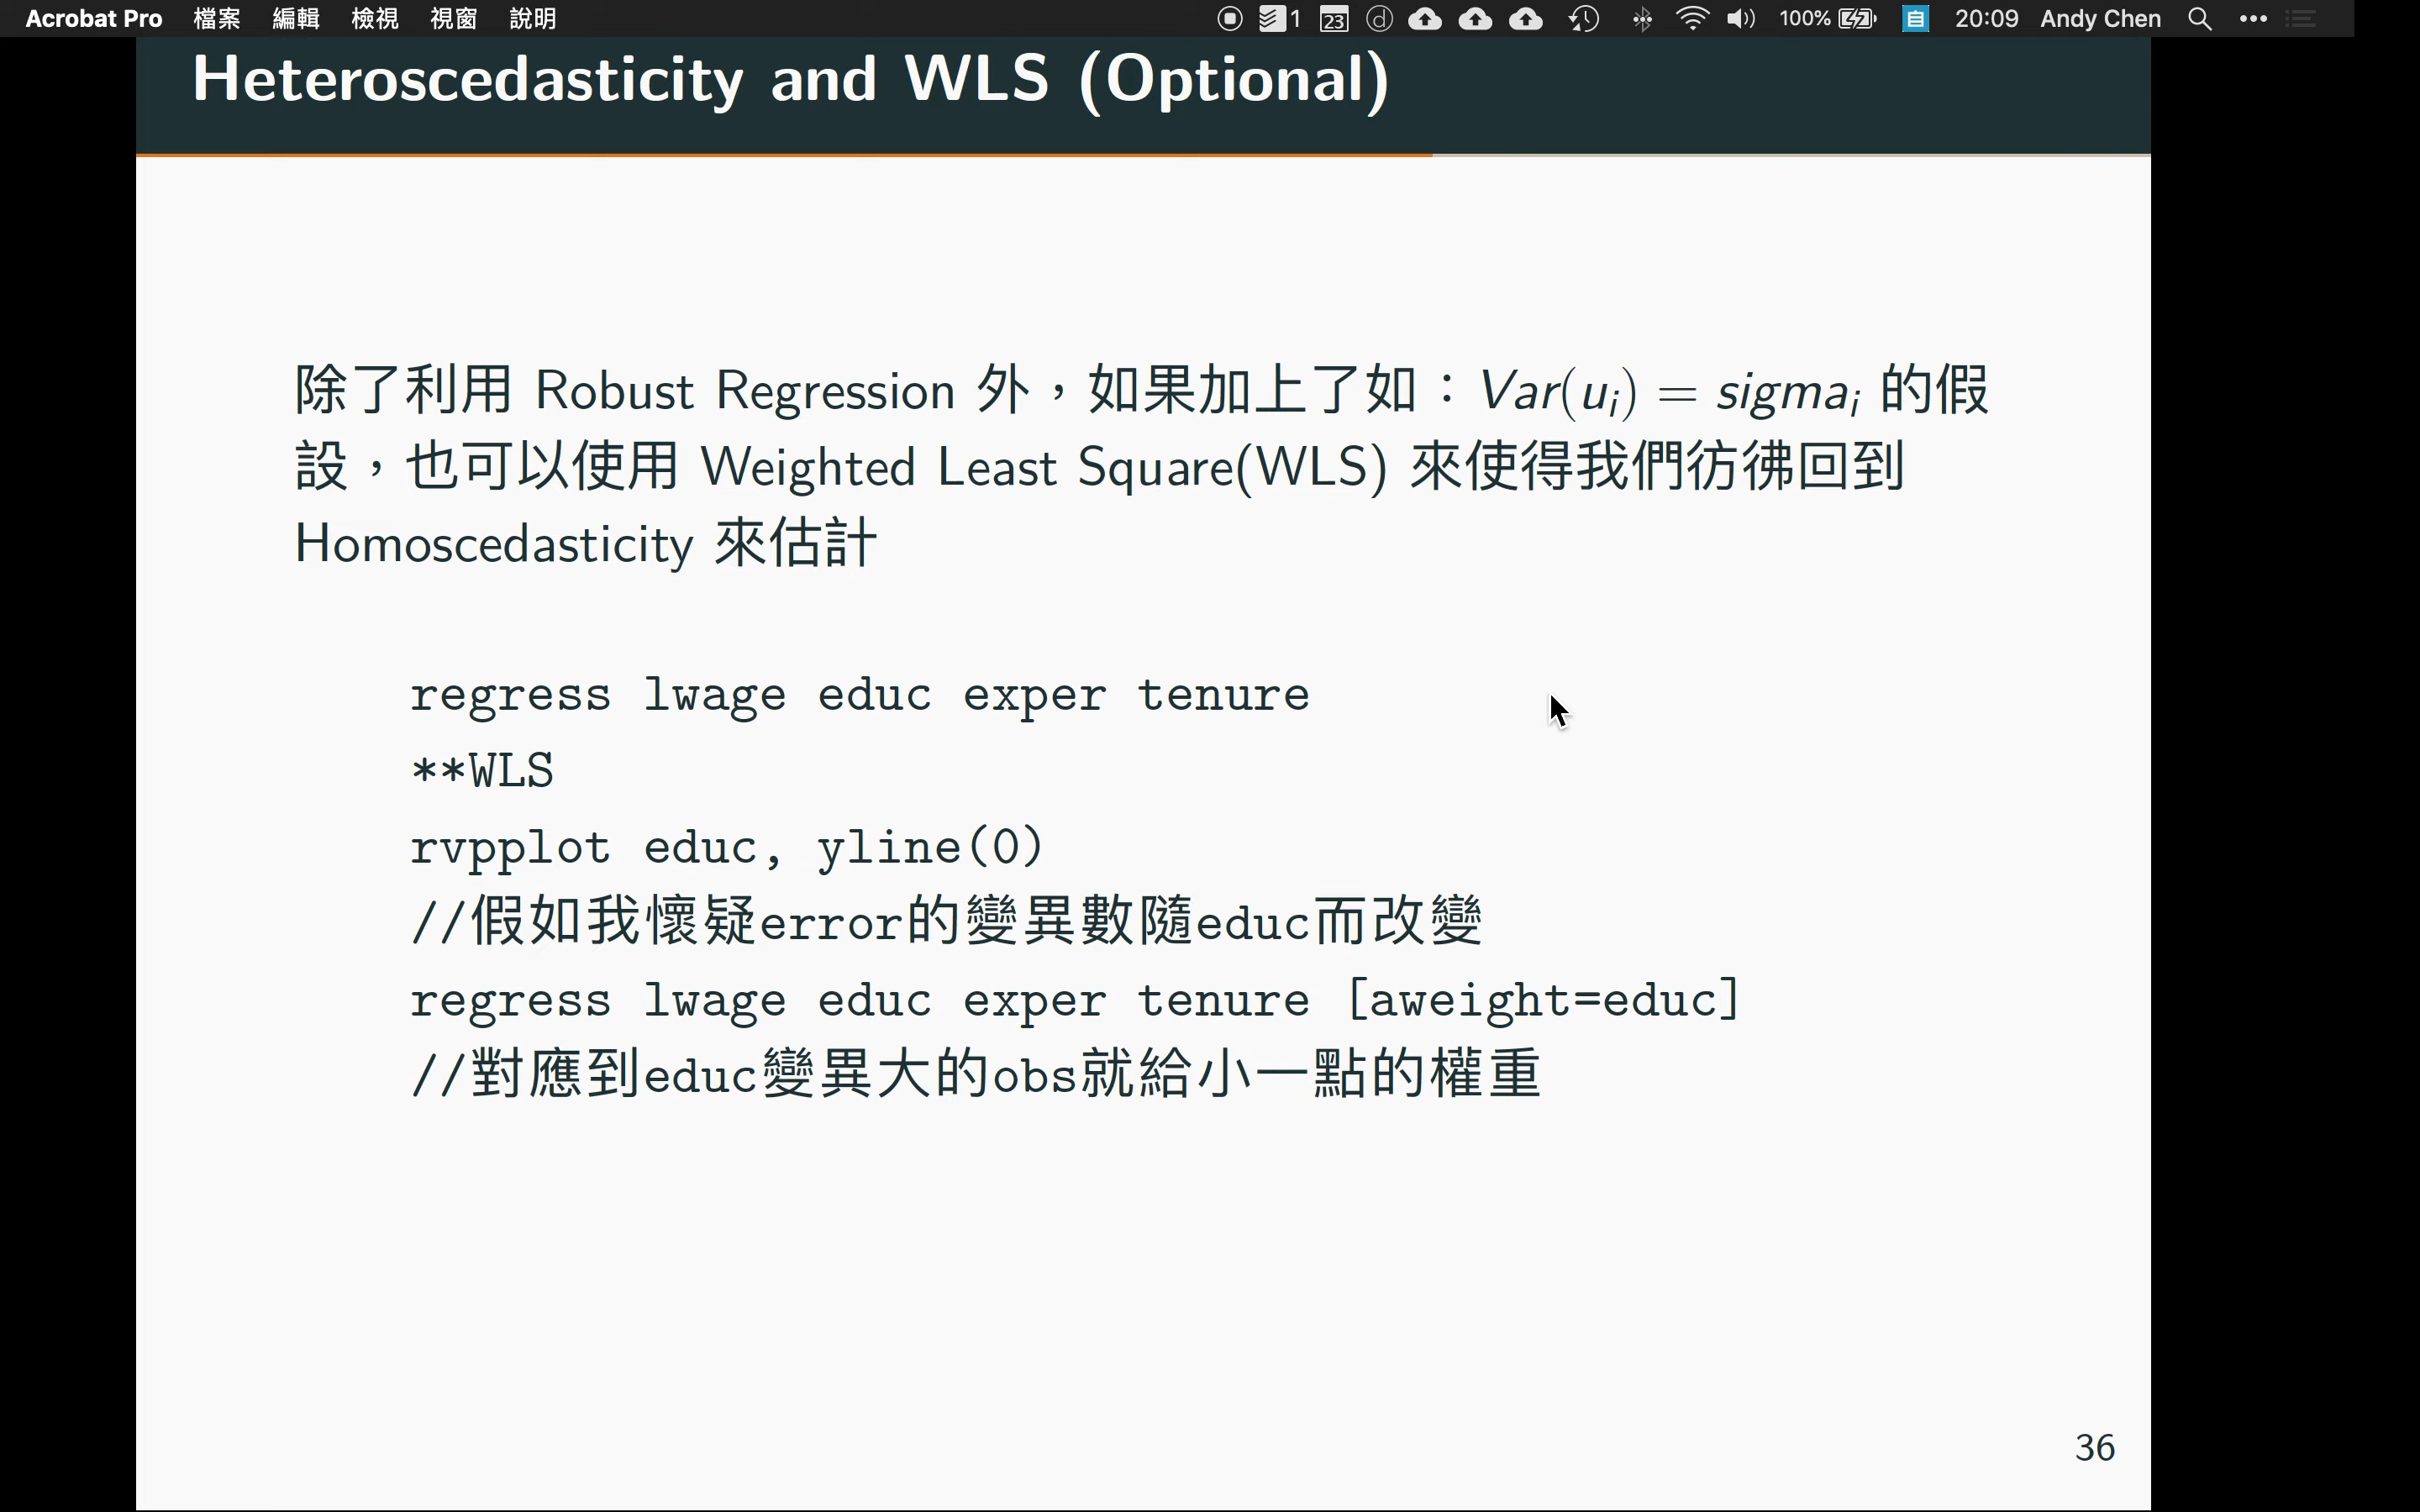 Acrobat Pro 檔案 編輯 檢視 視窗 說明 1 23 d 100% 自 20:09 Andy Chen
Heteroscedasticity and WLS (Optional)
除了利用 Robust Regression 外，如果加上了如：Var(uᵢ) = sigmaᵢ 的假
設，也可以使用 Weighted Least Square(WLS) 來使得我們彷彿回到
Homoscedasticity 來估計
regress lwage educ exper tenure
**WLS
rvpplot educ, yline(0)
//假如我懷疑error的變異數隨educ而改變
regress lwage educ exper tenure [aweight=educ]
//對應到educ變異大的obs就給小一點的權重
36